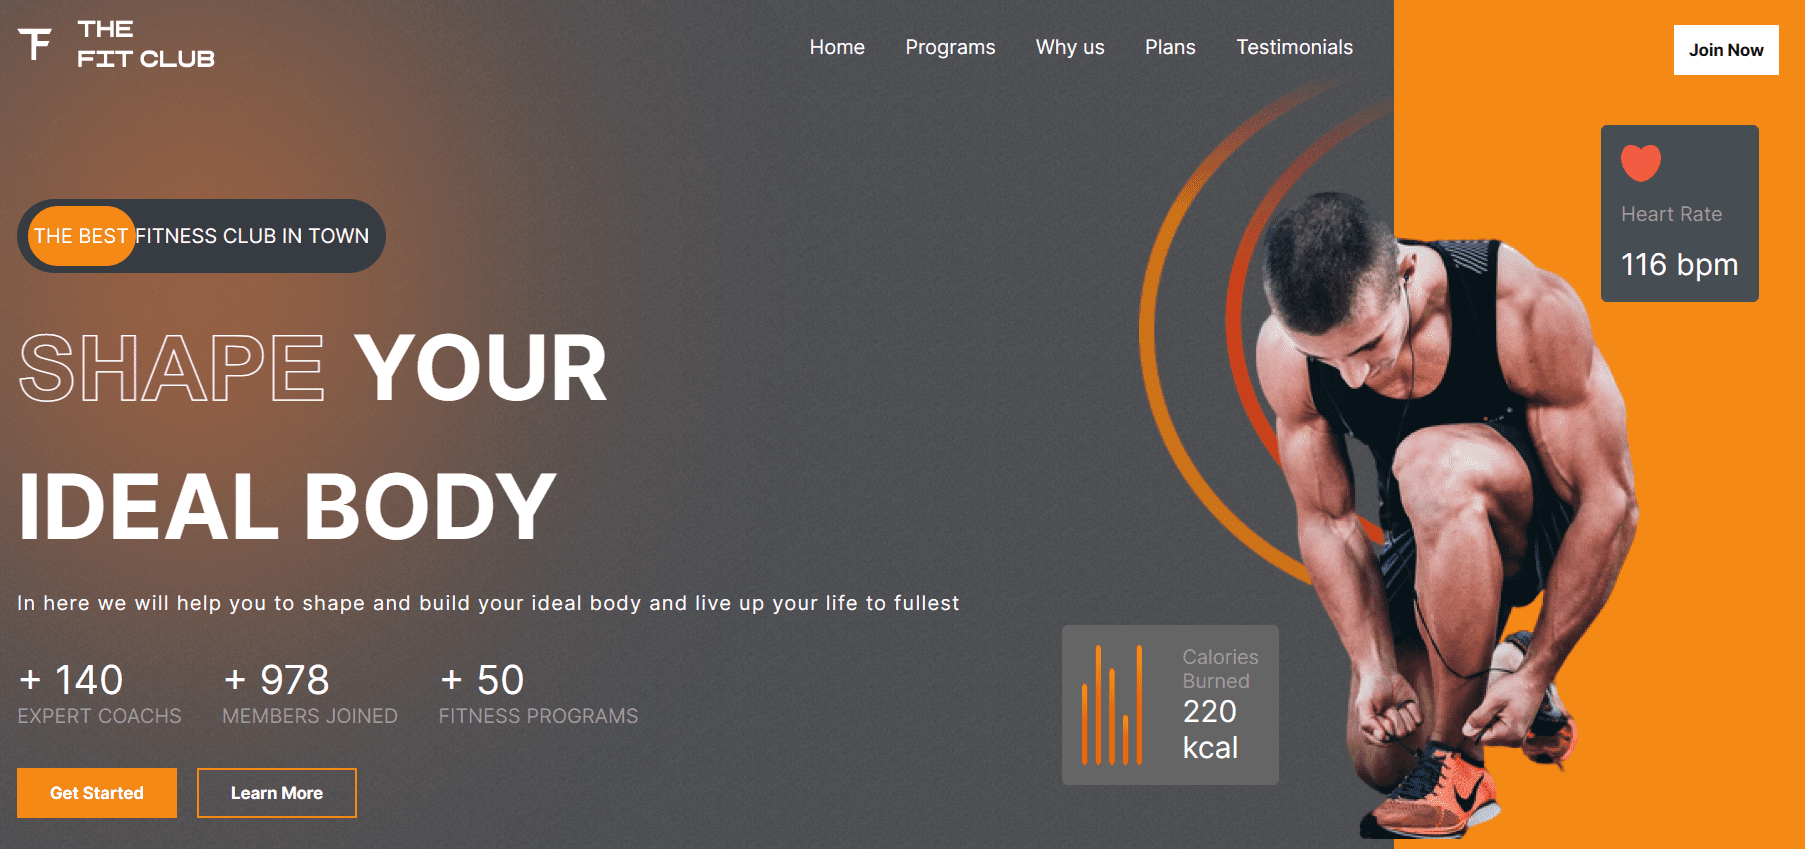 THE
FIT CLUB
Home Programs Why us Plans Testimonials
Join Now
THE BEST FITNESS CLUB IN TOWN
SHAPE YOUR
IDEAL BODY
In here we will help you to shape and build your ideal body and live up your life to fullest
+ 140
EXPERT COACHS
+ 978
MEMBERS JOINED
+ 50
FITNESS PROGRAMS
Get Started
Learn More
Heart Rate
116 bpm
Calories
Burned
220
kcal